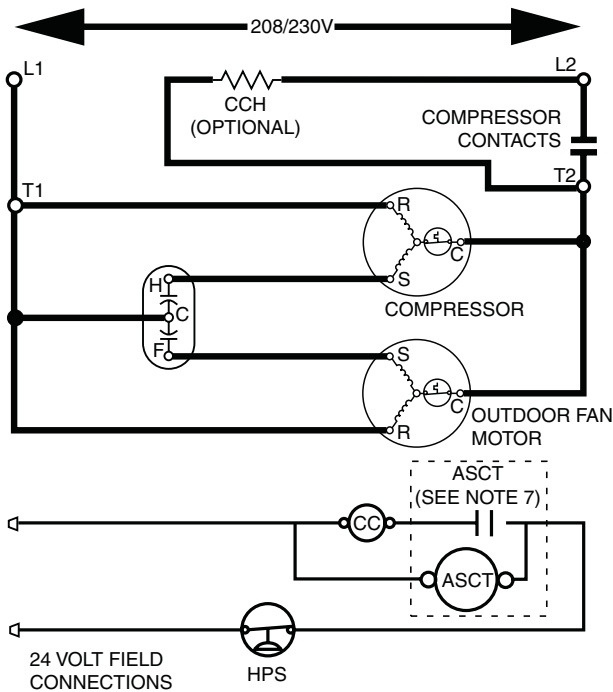 208/230V
L1
L2
CCH
(OPTIONAL)
COMPRESSOR
CONTACTS
T1
T2
R
C
S
COMPRESSOR
H
C
F
S
C
R
OUTDOOR FAN
MOTOR
ASCT
(SEE NOTE 7)
CC
ASCT
24 VOLT FIELD
CONNECTIONS
HPS